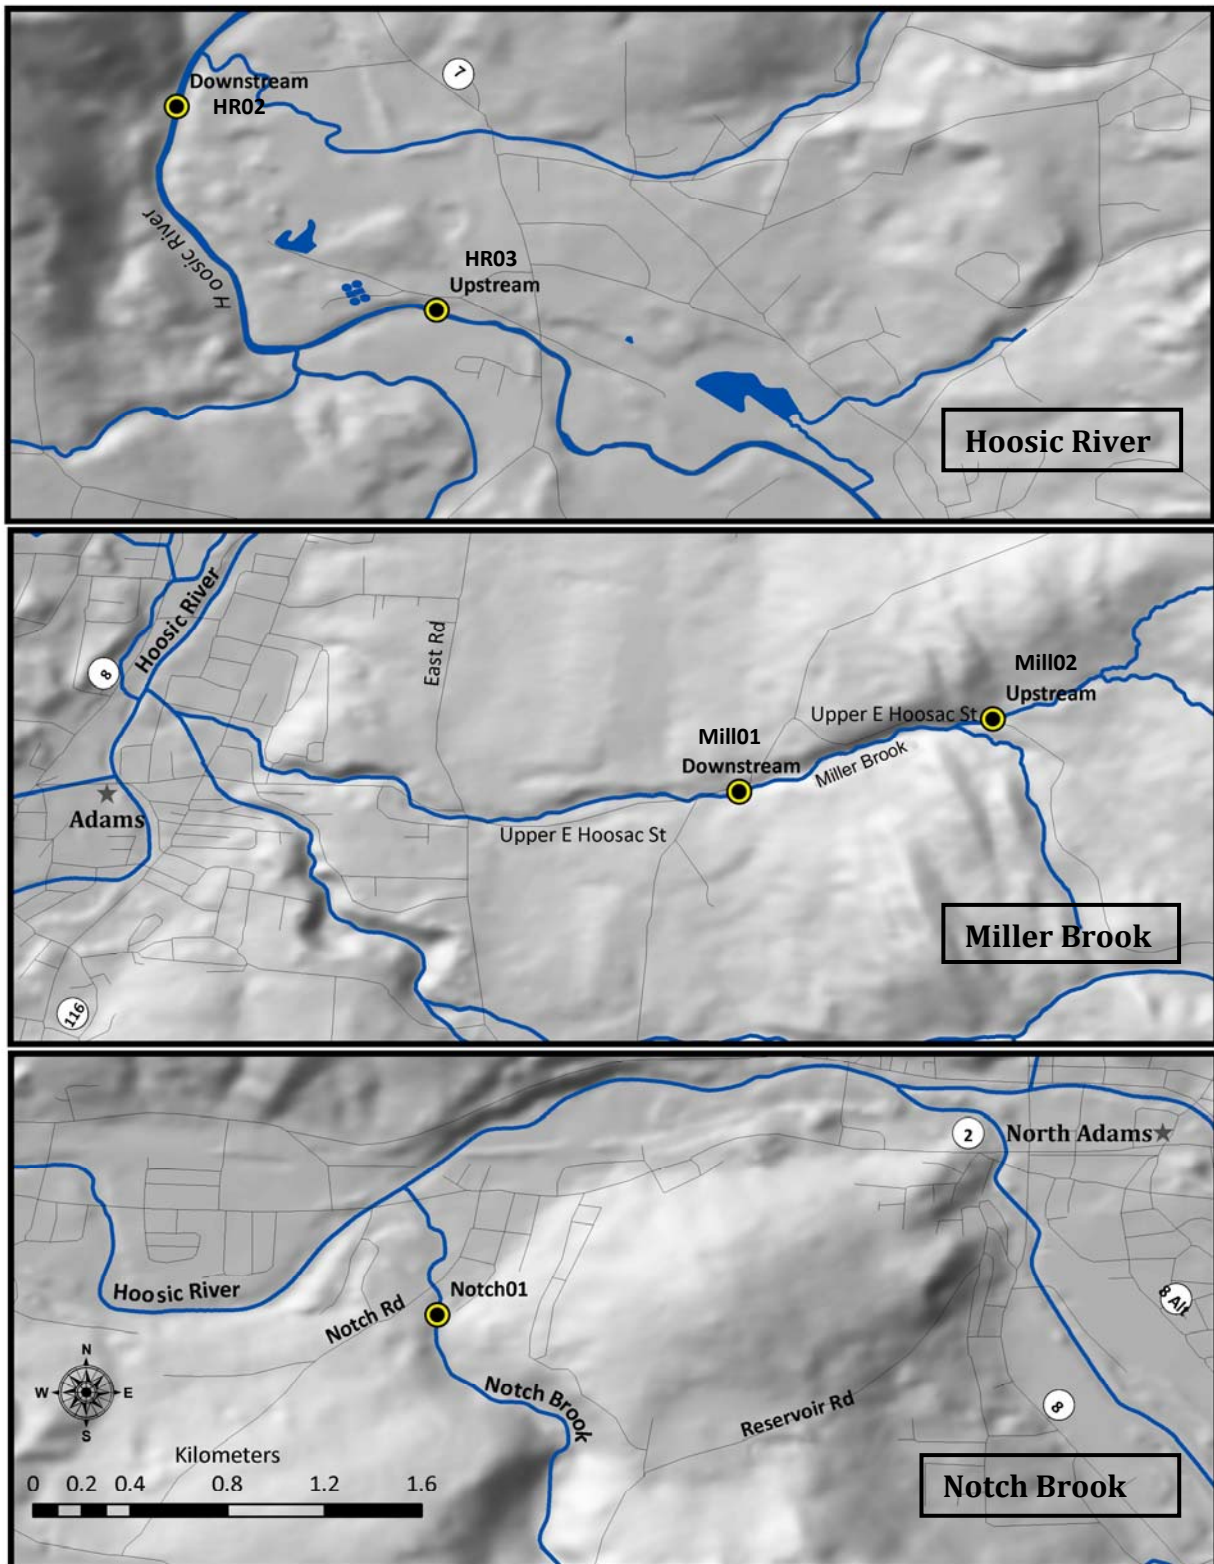 7
Downstream
HR02
Hoosic River
HR03
Upstream
Hoosic River
Hoosic River
East Rd
8
Mill02
Upstream
Upper E Hoosac St
Mill01
Downstream
Miller Brook
Adams
Upper E Hoosac St
Miller Brook
116
2
North Adams
Hoosic River
Notch01
Notch Rd
8 Alt
N
W E
S
Notch Brook
Reservoir Rd
8
Kilometers
0 0.2 0.4 0.8 1.2 1.6
Notch Brook